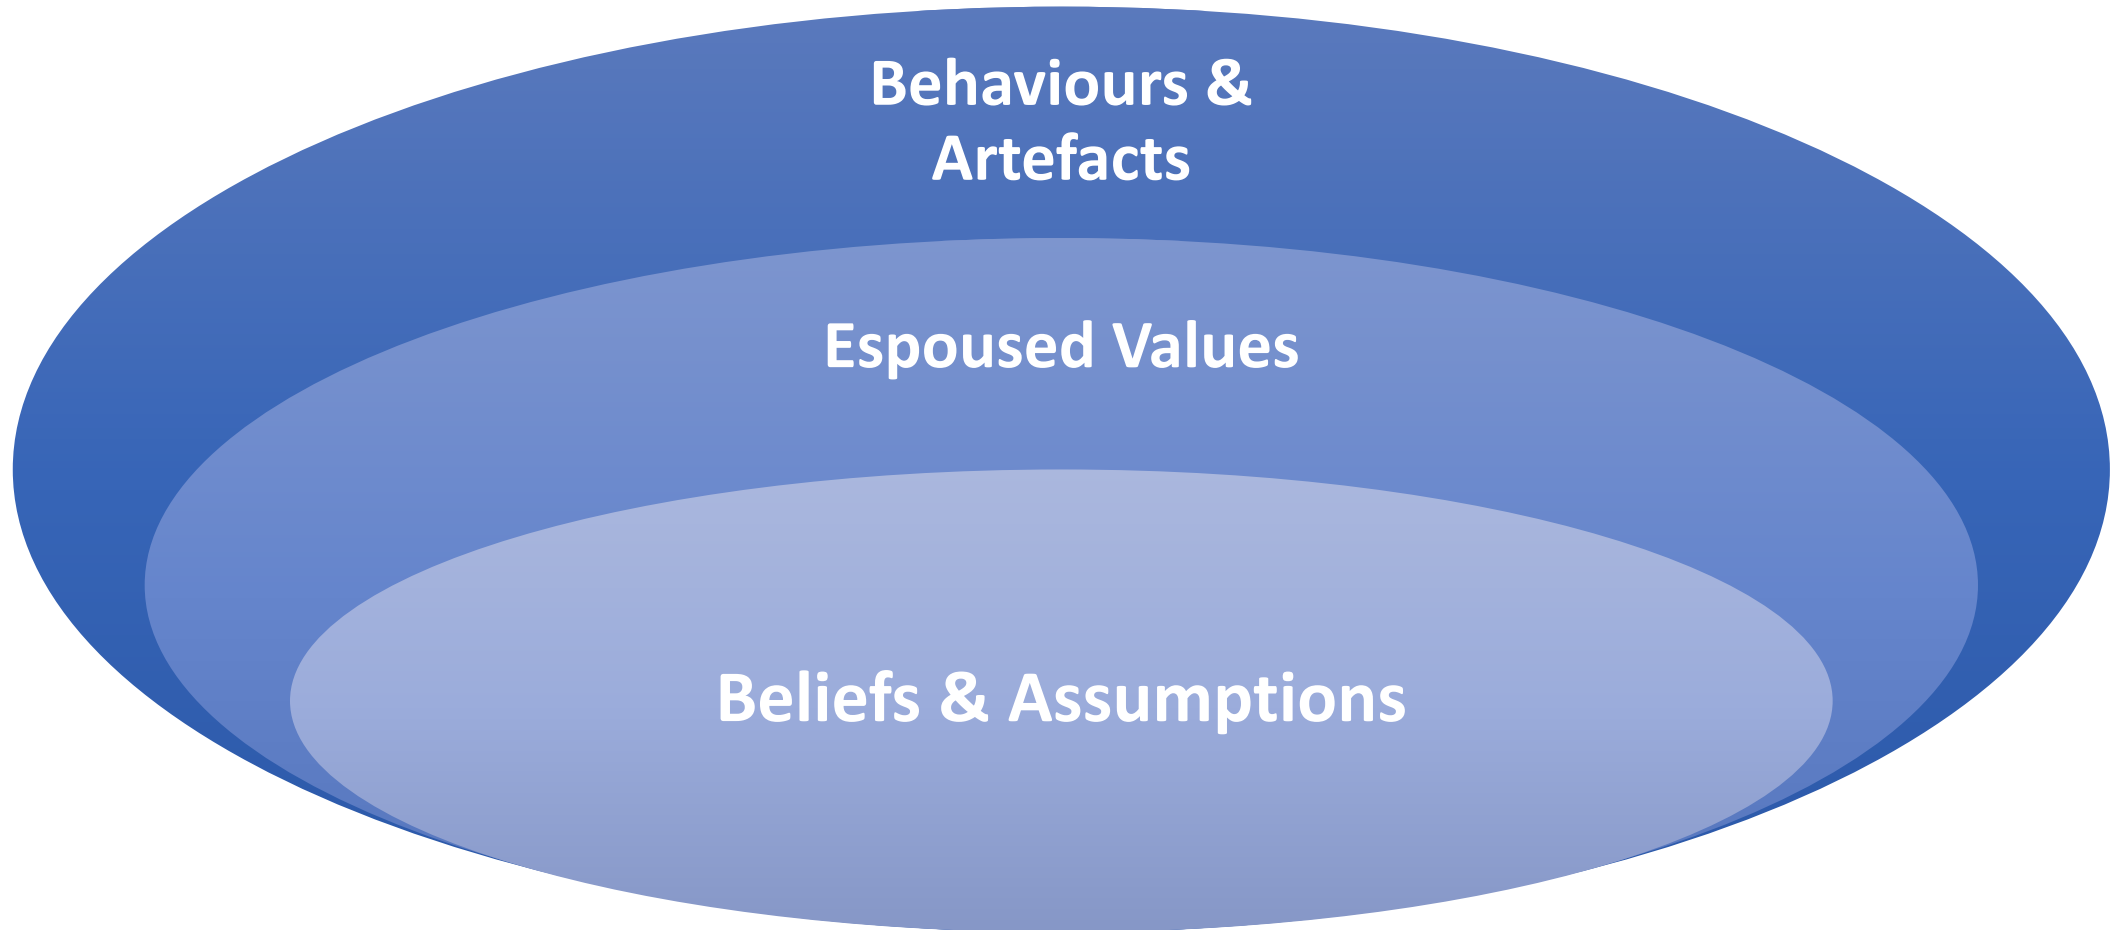 Behaviours &
Artefacts
Espoused Values
Beliefs & Assumptions